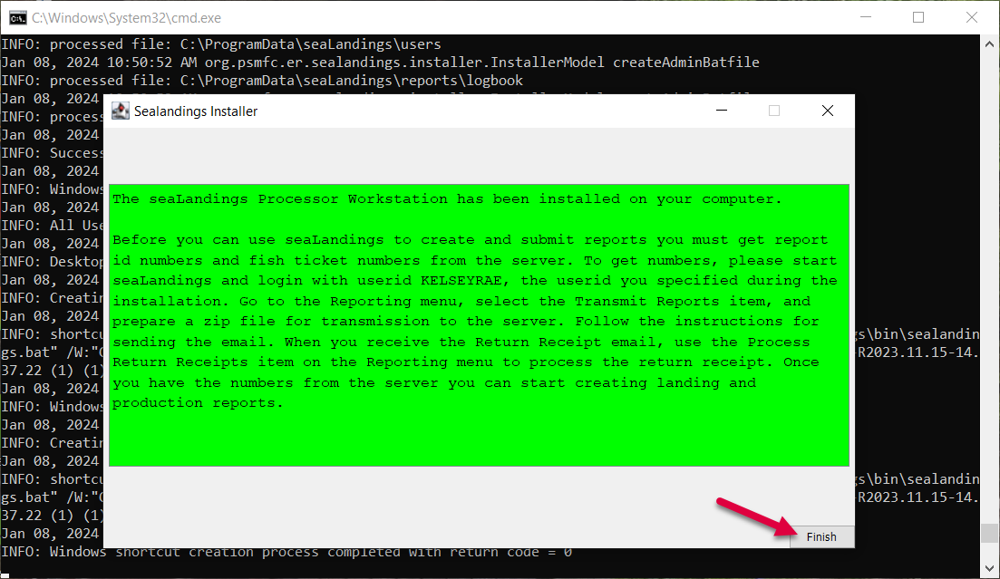 C:\Windows\System32\cmd.exe
INFO: processed file: C:\ProgramData\seaLandings\users
Jan 08, 2024 10:50:52 AM org.psmfc.er.sealandings.installer.InstallerModel createAdminBatfile
INFO: processed file: C:\ProgramData\seaLandings\reports\logbook
Jan 08, 2024
INFO: process
Jan 08, 2024
INFO: Success
Jan 08, 2024
INFO: Windows
Jan 08, 2024
INFO: All Use
Jan 08, 2024
INFO: Desktop
Jan 08, 2024
INFO: Creatin
Jan 08, 2024
INFO: shortcu gs\bin\sealandin
gs.bat" /W:"C -R2023.11.15-14.
37.22 (1) (1)
Jan 08, 2024
INFO: Windows
Jan 08, 2024
INFO: Creatin
Jan 08, 2024
INFO: shortcu gs\bin\sealandin
gs.bat" /W:"C -R2023.11.15-14.
37.22 (1) (1)
Jan 08, 2024
INFO: Windows shortcut creation process completed with return code = 0
Sealandings Installer
The seaLandings Processor Workstation has been installed on your computer.
Before you can use seaLandings to create and submit reports you must get report
id numbers and fish ticket numbers from the server. To get numbers, please start
seaLandings and login with userid KELSEYRAE, the userid you specified during the
installation. Go to the Reporting menu, select the Transmit Reports item, and
prepare a zip file for transmission to the server. Follow the instructions for
sending the email. When you receive the Return Receipt email, use the Process
Return Receipts item on the Reporting menu to process the return receipt. Once
you have the numbers from the server you can start creating landing and
production reports.
Finish